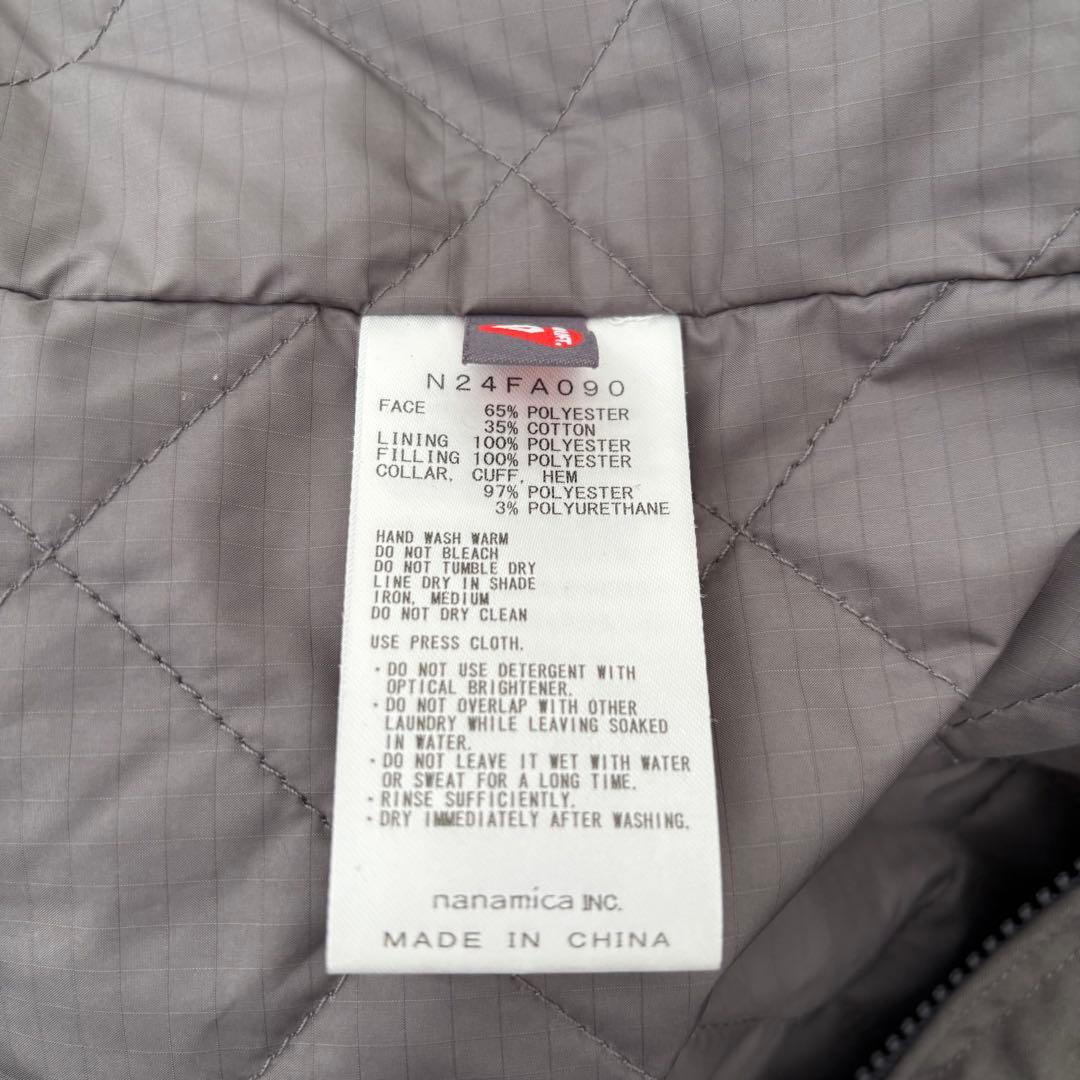 N24FA090
FACE 65% POLYESTER
35% COTTON
LINING 100% POLYESTER
FILLING 100% POLYESTER
COLLAR, CUFF, HEM
97% POLYESTER
3% POLYURETHANE
HAND WASH WARM
DO NOT BLEACH
DO NOT TUMBLE DRY
LINE DRY IN SHADE
IRON, MEDIUM
DO NOT DRY CLEAN
USE PRESS CLOTH.
・DO NOT USE DETERGENT WITH
OPTICAL BRIGHTENER.
・DO NOT OVERLAP WITH OTHER
LAUNDRY WHILE LEAVING SOAKED
IN WATER.
・DO NOT LEAVE IT WET WITH WATER
OR SWEAT FOR A LONG TIME.
・RINSE SUFFICIENTLY.
・DRY IMMEDIATELY AFTER WASHING.
nanamica INC.
MADE IN CHINA